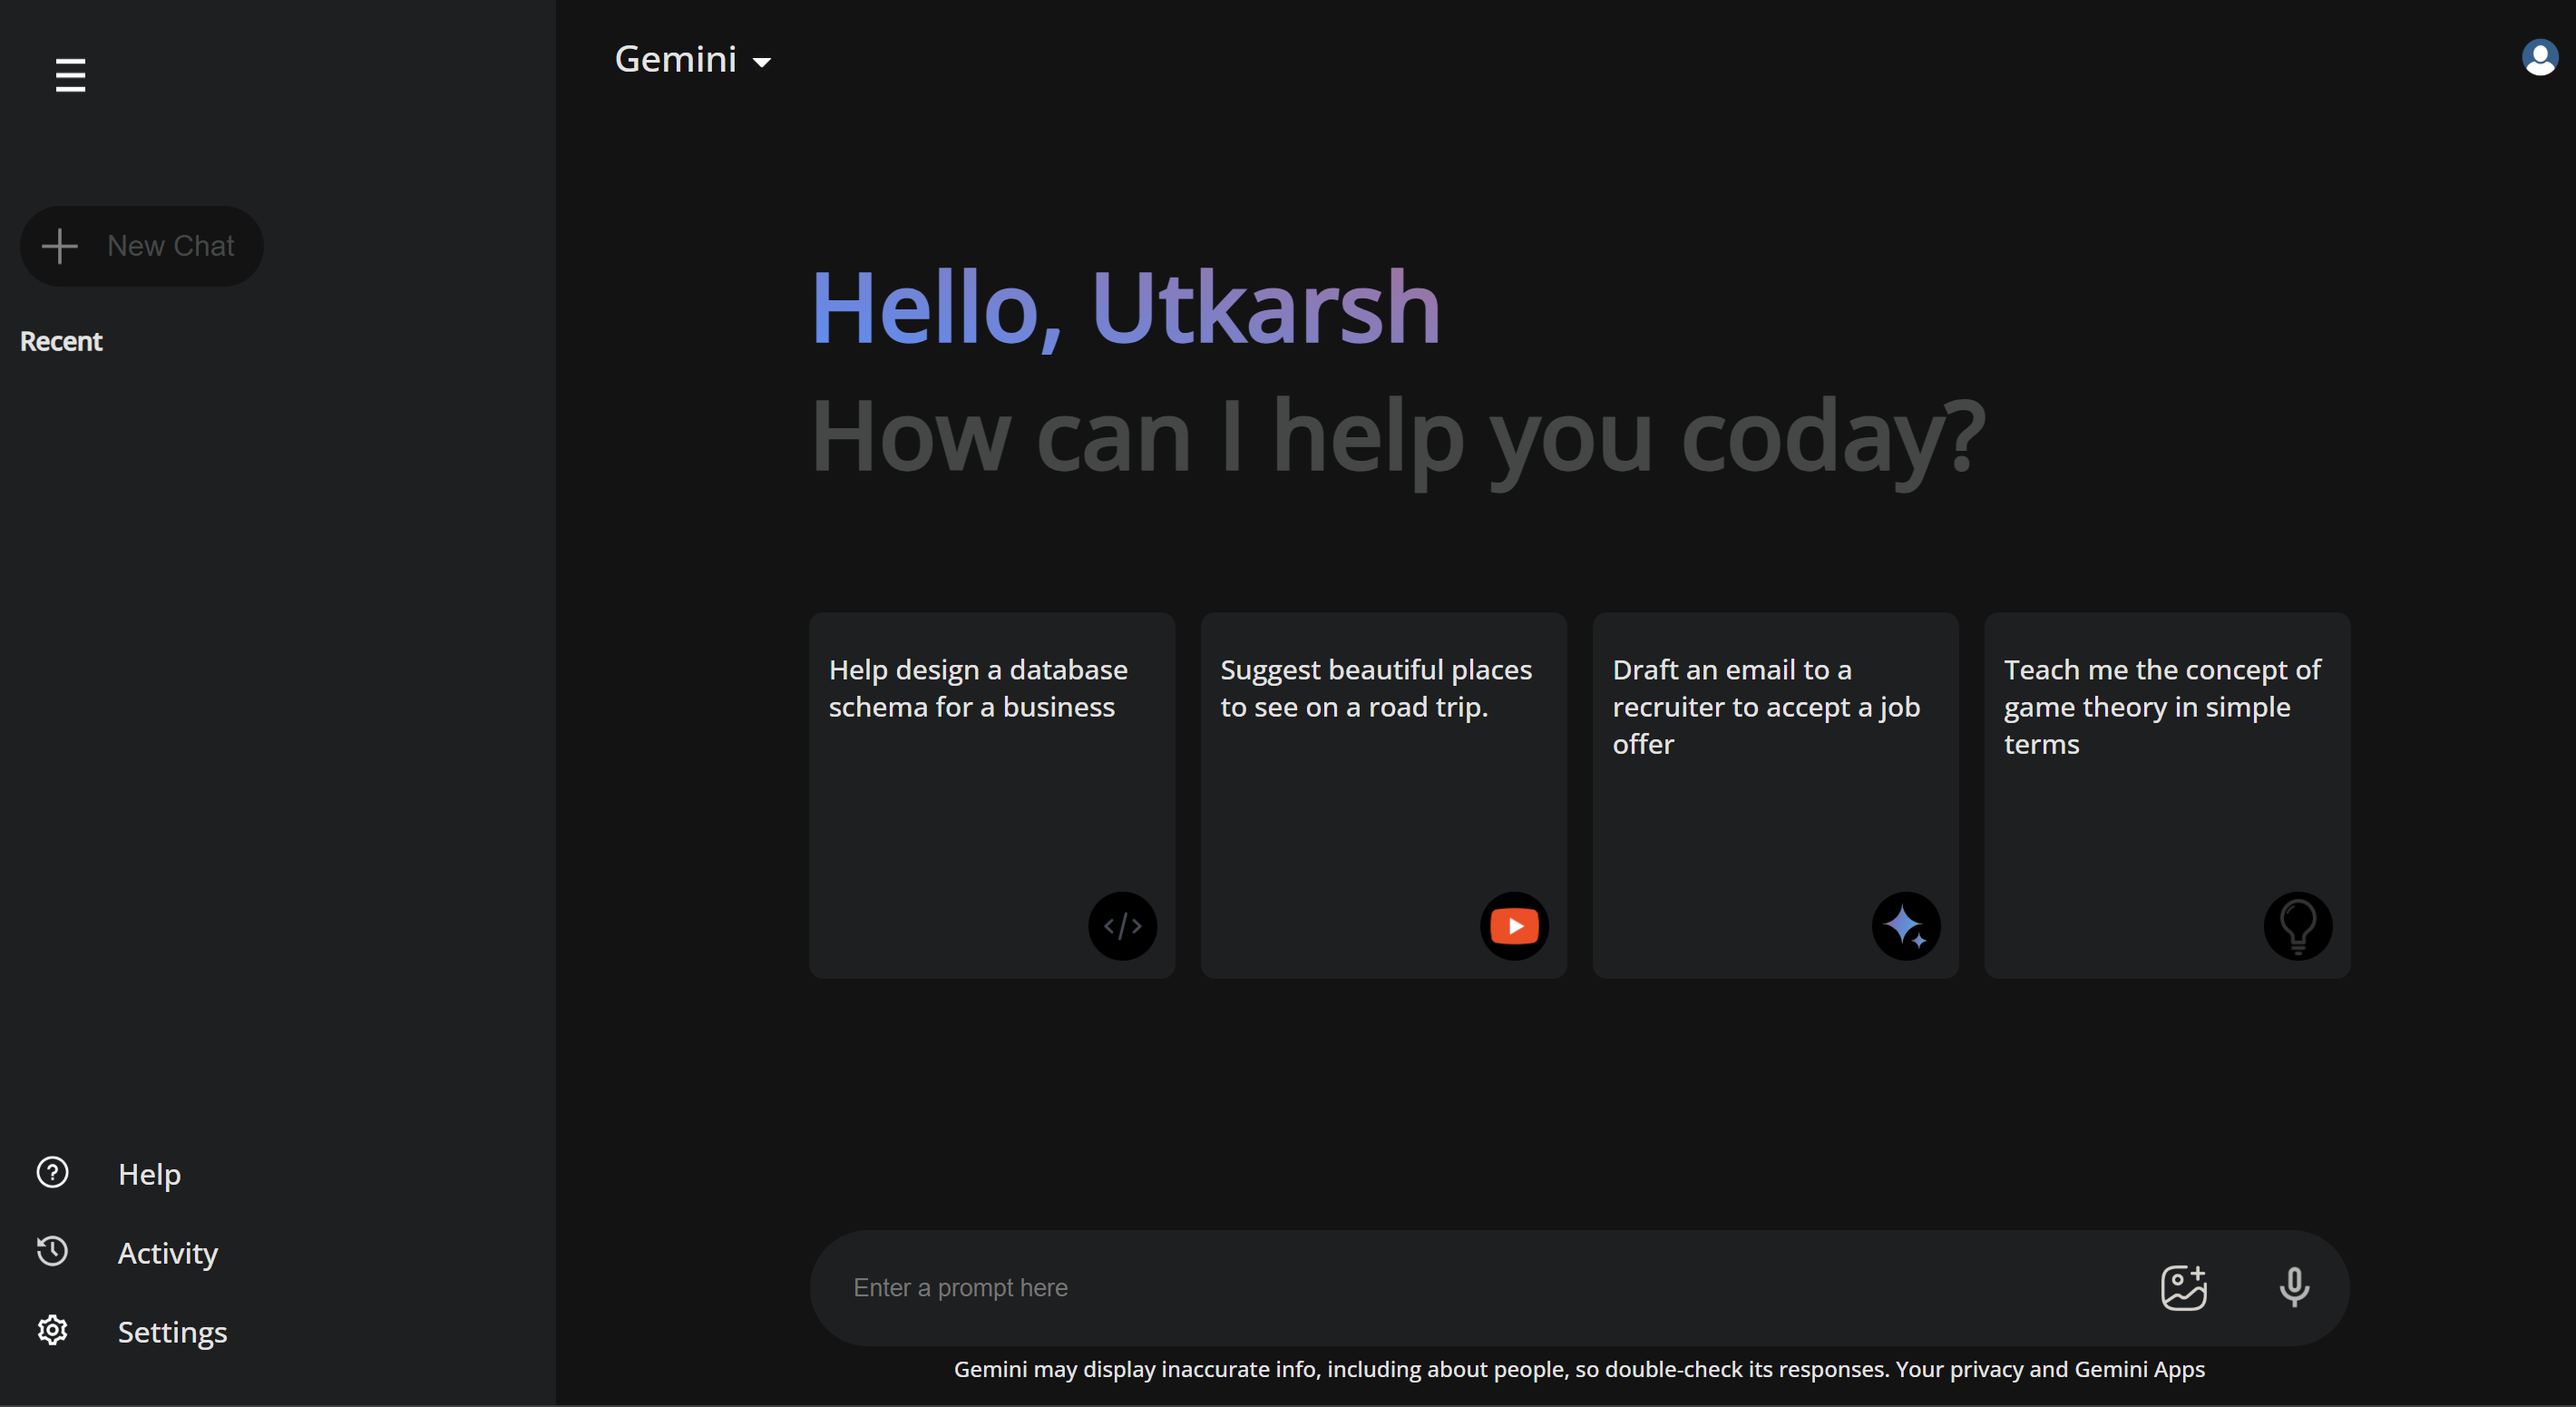 Gemini
New Chat
Recent
Hello, Utkarsh
How can I help you coday?
Help design a database
schema for a business
Suggest beautiful places
to see on a road trip.
Draft an email to a
recruiter to accept a job
offer
Teach me the concept of
game theory in simple
terms
Help
Activity
Settings
Enter a prompt here
Gemini may display inaccurate info, including about people, so double-check its responses. Your privacy and Gemini Apps